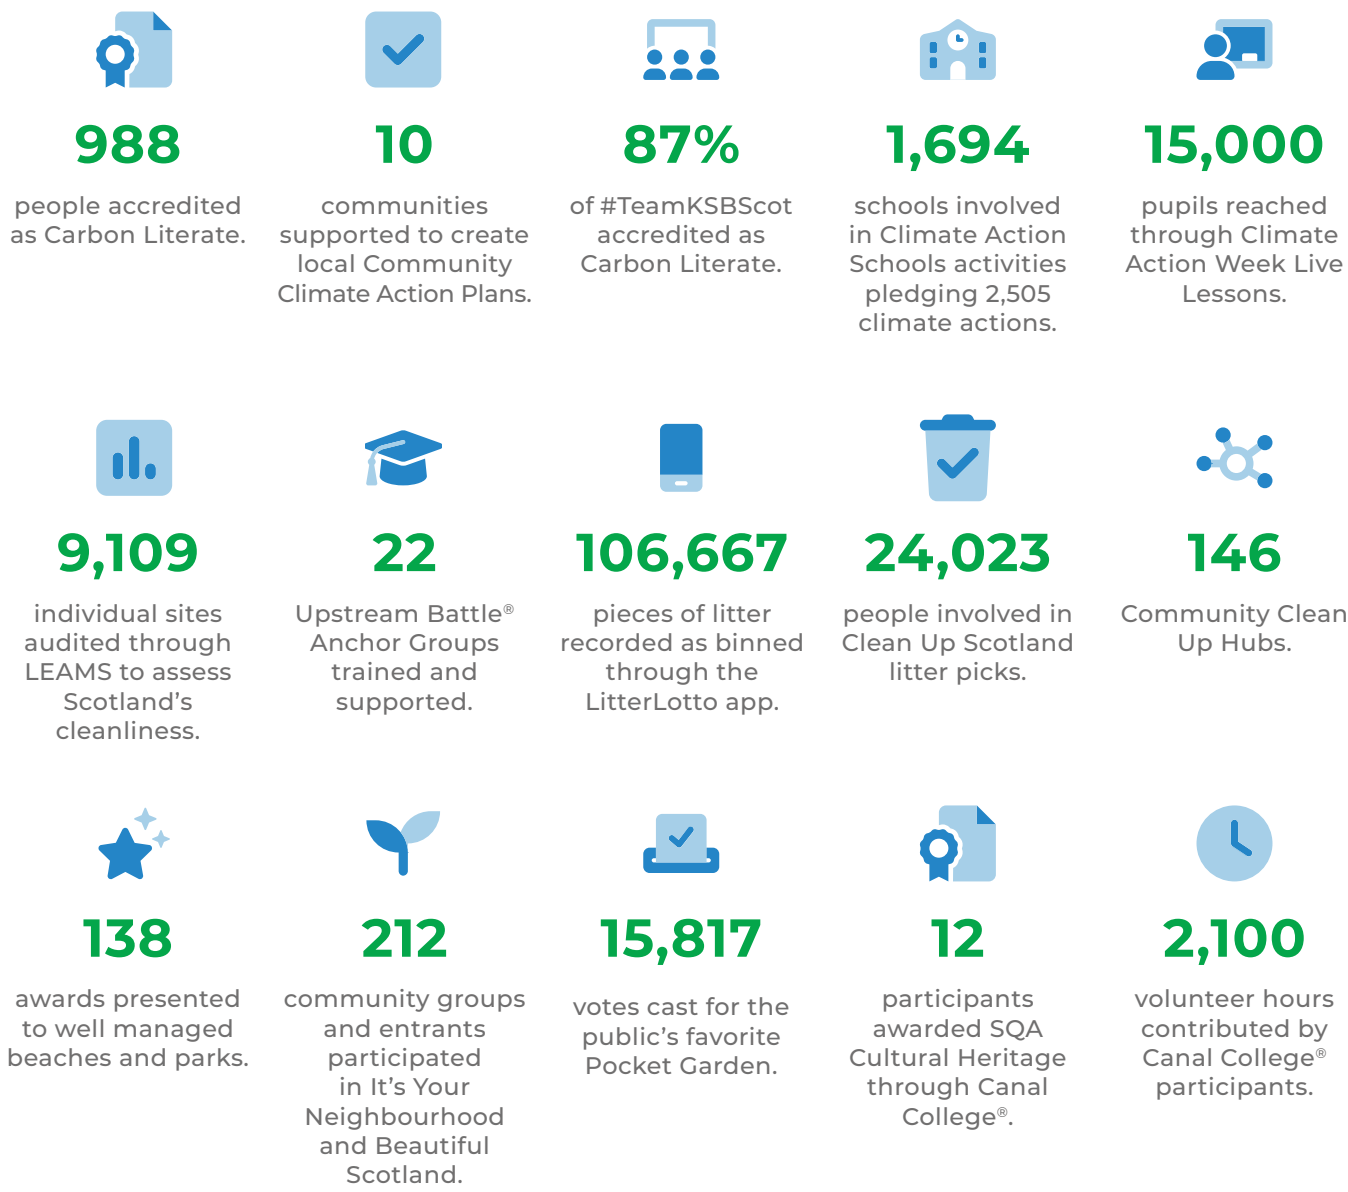 988
people accredited
as Carbon Literate.
10
communities
supported to create
local Community
Climate Action Plans.
87%
of #TeamKSBScot
accredited as
Carbon Literate.
1,694
schools involved
in Climate Action
Schools activities
pledging 2,505
climate actions.
15,000
pupils reached
through Climate
Action Week Live
Lessons.
9,109
individual sites
audited through
LEAMS to assess
Scotland’s
cleanliness.
22
Upstream Battle®
Anchor Groups
trained and
supported.
106,667
pieces of litter
recorded as binned
through the
LitterLotto app.
24,023
people involved in
Clean Up Scotland
litter picks.
146
Community Clean
Up Hubs.
138
awards presented
to well managed
beaches and parks.
212
community groups
and entrants
participated
in It’s Your
Neighbourhood
and Beautiful
Scotland.
15,817
votes cast for the
public’s favorite
Pocket Garden.
12
participants
awarded SQA
Cultural Heritage
through Canal
College®.
2,100
volunteer hours
contributed by
Canal College®
participants.